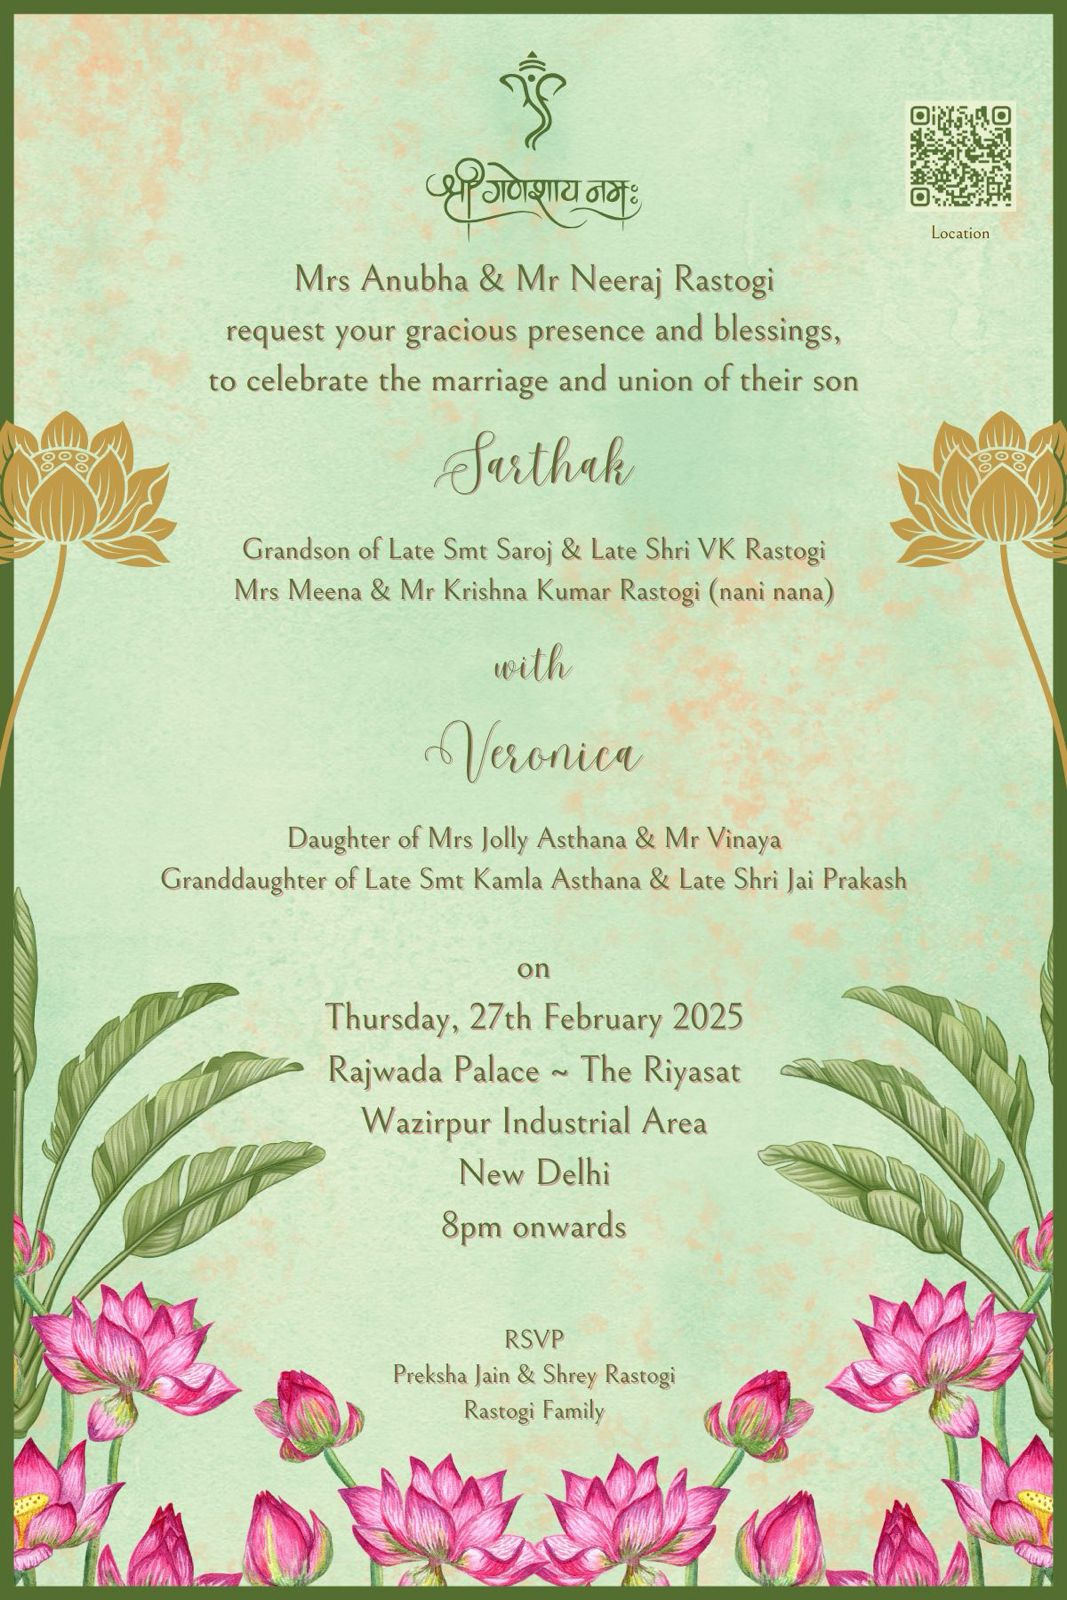 श्री गणेशाय नमः
Location
Mrs Anubha & Mr Neeraj Rastogi
request your gracious presence and blessings,
to celebrate the marriage and union of their son
Sarthak
Grandson of Late Smt Saroj & Late Shri VK Rastogi
Mrs Meena & Mr Krishna Kumar Rastogi (nani nana)
with
Veronica
Daughter of Mrs Jolly Asthana & Mr Vinaya
Granddaughter of Late Smt Kamla Asthana & Late Shri Jai Prakash
on
Thursday, 27th February 2025
Rajwada Palace ~ The Riyasat
Wazirpur Industrial Area
New Delhi
8pm onwards
RSVP
Preksha Jain & Shrey Rastogi
Rastogi Family